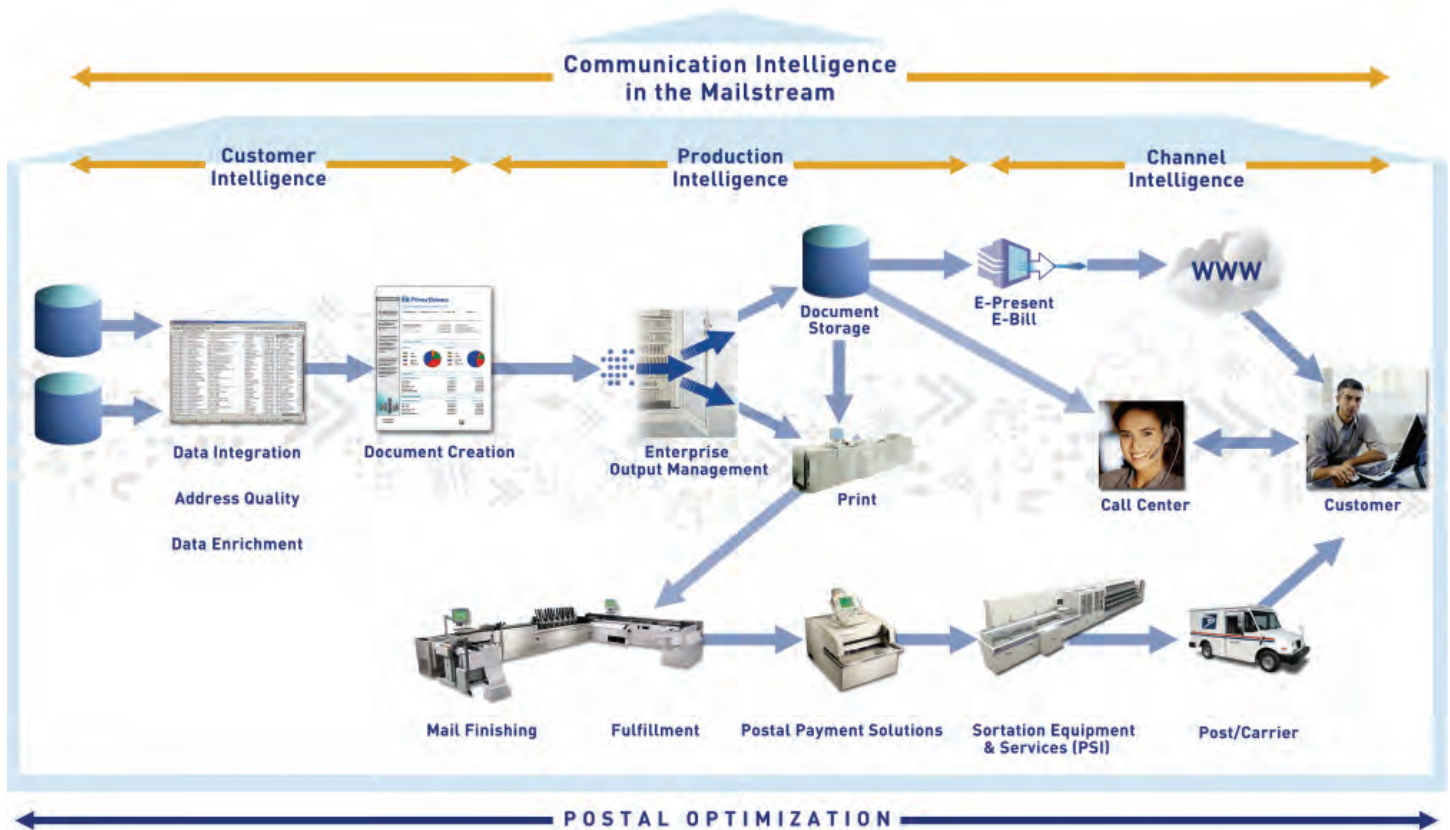 Communication Intelligence
in the Mailstream
Customer
Intelligence
Production
Intelligence
Channel
Intelligence
WWW
E-Present
E-Bill
Document
Storage
Data Integration
Address Quality
Data Enrichment
Document Creation
Enterprise
Output Management
Print
Call Center
Customer
Mail Finishing
Fulfillment
Postal Payment Solutions
Sortation Equipment
& Services (PSI)
Post/Carrier
POSTAL OPTIMIZATION